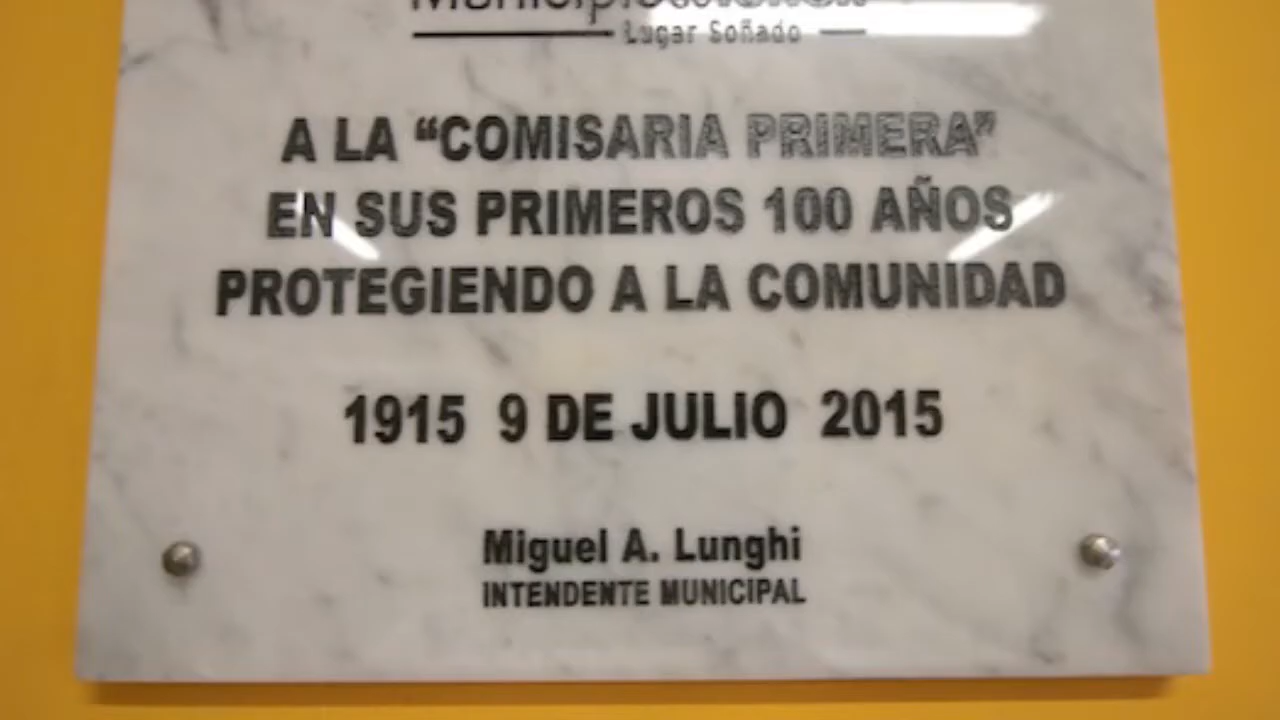 Lugar Soñado
A LA “COMISARIA PRIMERA”
EN SUS PRIMEROS 100 AÑOS
PROTEGIENDO A LA COMUNIDAD
1915 9 DE JULIO 2015
Miguel A. Lunghi
INTENDENTE MUNICIPAL